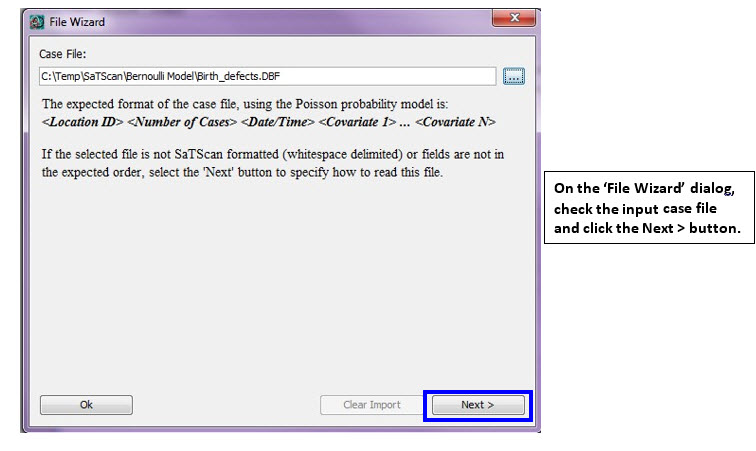 File Wizard
Case File:
C:\Temp\SaTScan\Bernoulli Model\Birth_defects.DBF
...
The expected format of the case file, using the Poisson probability model is:
<Location ID> <Number of Cases> <Date/Time> <Covariate 1> ... <Covariate N>
If the selected file is not SaTScan formatted (whitespace delimited) or fields are not in
the expected order, select the 'Next' button to specify how to read this file.
On the ‘File Wizard’ dialog,
check the input case file
and click the Next > button.
Ok
Clear Import
Next >